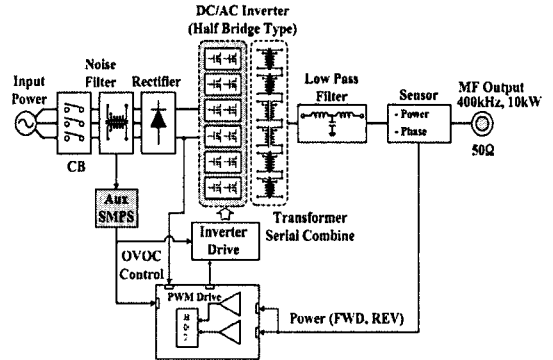 DC/AC Inverter
(Half Bridge Type)
Input
Power
Noise
Filter
Rectifier
Low Pass
Filter
Sensor
- Power
- Phase
MF Output
400kHz, 10kW
50Ω
CB
Aux
SMPS
Transformer
Serial Combine
Inverter
Drive
OVOC
Control
PWM Drive
Power (FWD, REV)